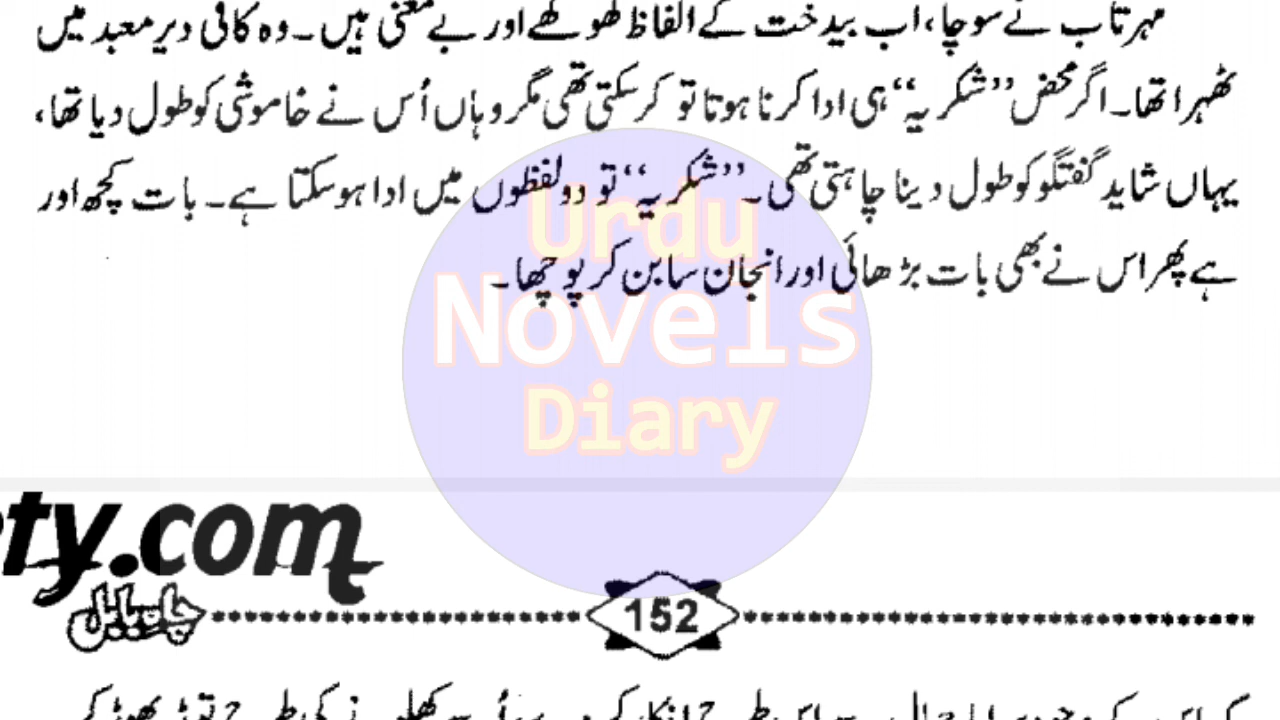 مہرتاب نے سوچا، اب بیدخت کے الفاظ کھوکھلے اور بے معنی ہیں۔ وہ کافی دیر معبد میں
ٹھہرا تھا۔ اگر محض ’’شکریہ‘‘ ہی ادا کرنا ہوتا تو کر سکتی تھی مگر وہاں اُس نے خاموشی کو طول دیا تھا،
یہاں شاید گفتگو کو طول دینا چاہتی تھی۔ ’’شکریہ‘‘ تو دو لفظوں میں ادا ہو سکتا ہے۔ بات کچھ اور
ہے پھر اس نے بھی بات بڑھائی اور انجان سا بن کر پوچھا۔
Urdu
Novels
Diary
ety.com
152